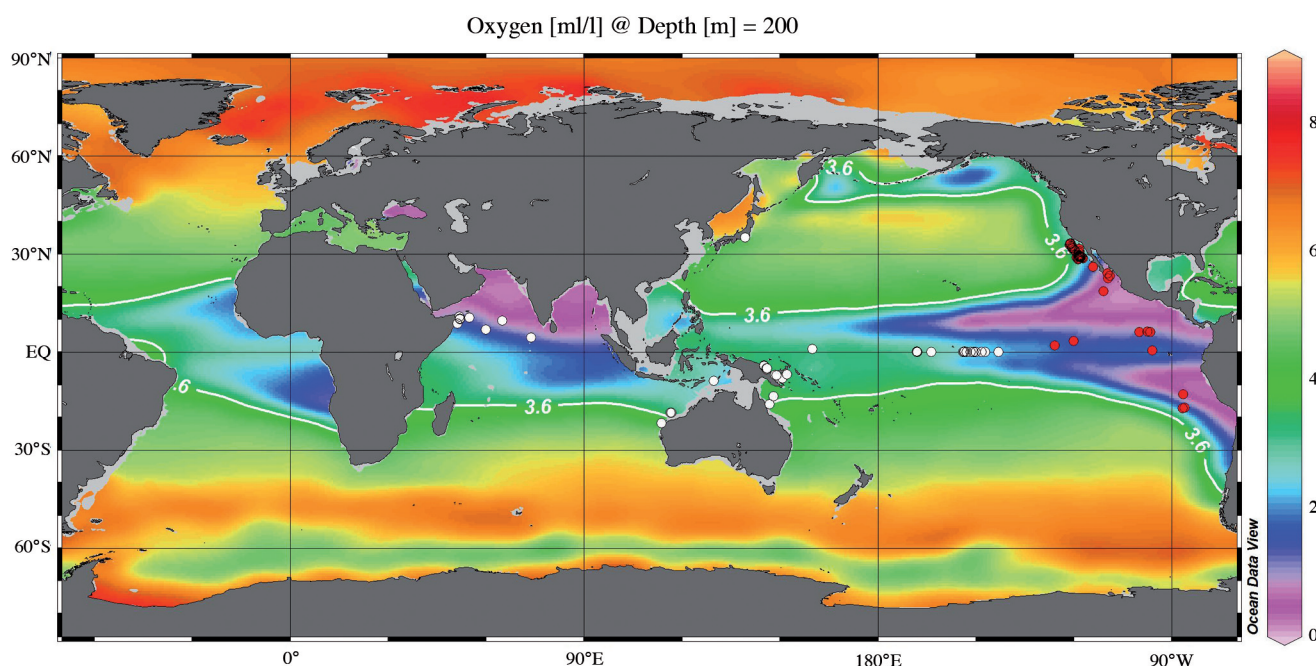 Oxygen [ml/l] @ Depth [m] = 200
90°N
60°N
30°N
EQ
30°S
60°S
0°
90°E
180°E
90°W
3.6
3.6
3.6
3.6
3.6
3.6
Ocean Data View
8
6
4
2
0